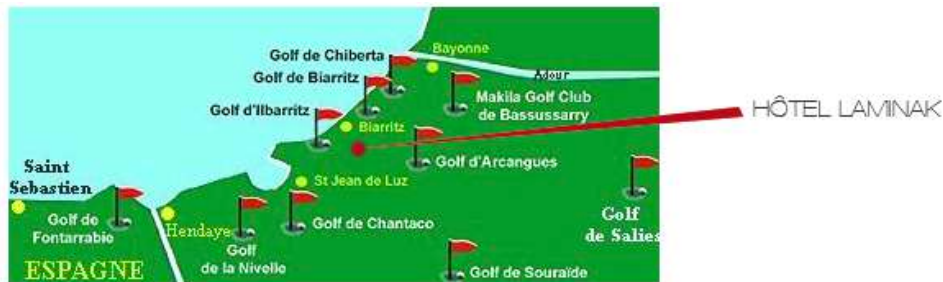 Golf de Chiberta
Bayonne
Golf de Biarritz
Adour
Golf d'Ilbarritz
Makila Golf Club
de Bassussarry
HÔTEL LAMINAK
Biarritz
Golf d'Arcangues
Saint
Sebastien
St Jean de Luz
Golf de
Fontarrabie
Hendaye
Golf
de la Nivelle
Golf de Chantaco
Golf
de Salies
ESPAGNE
Golf de Souraïde